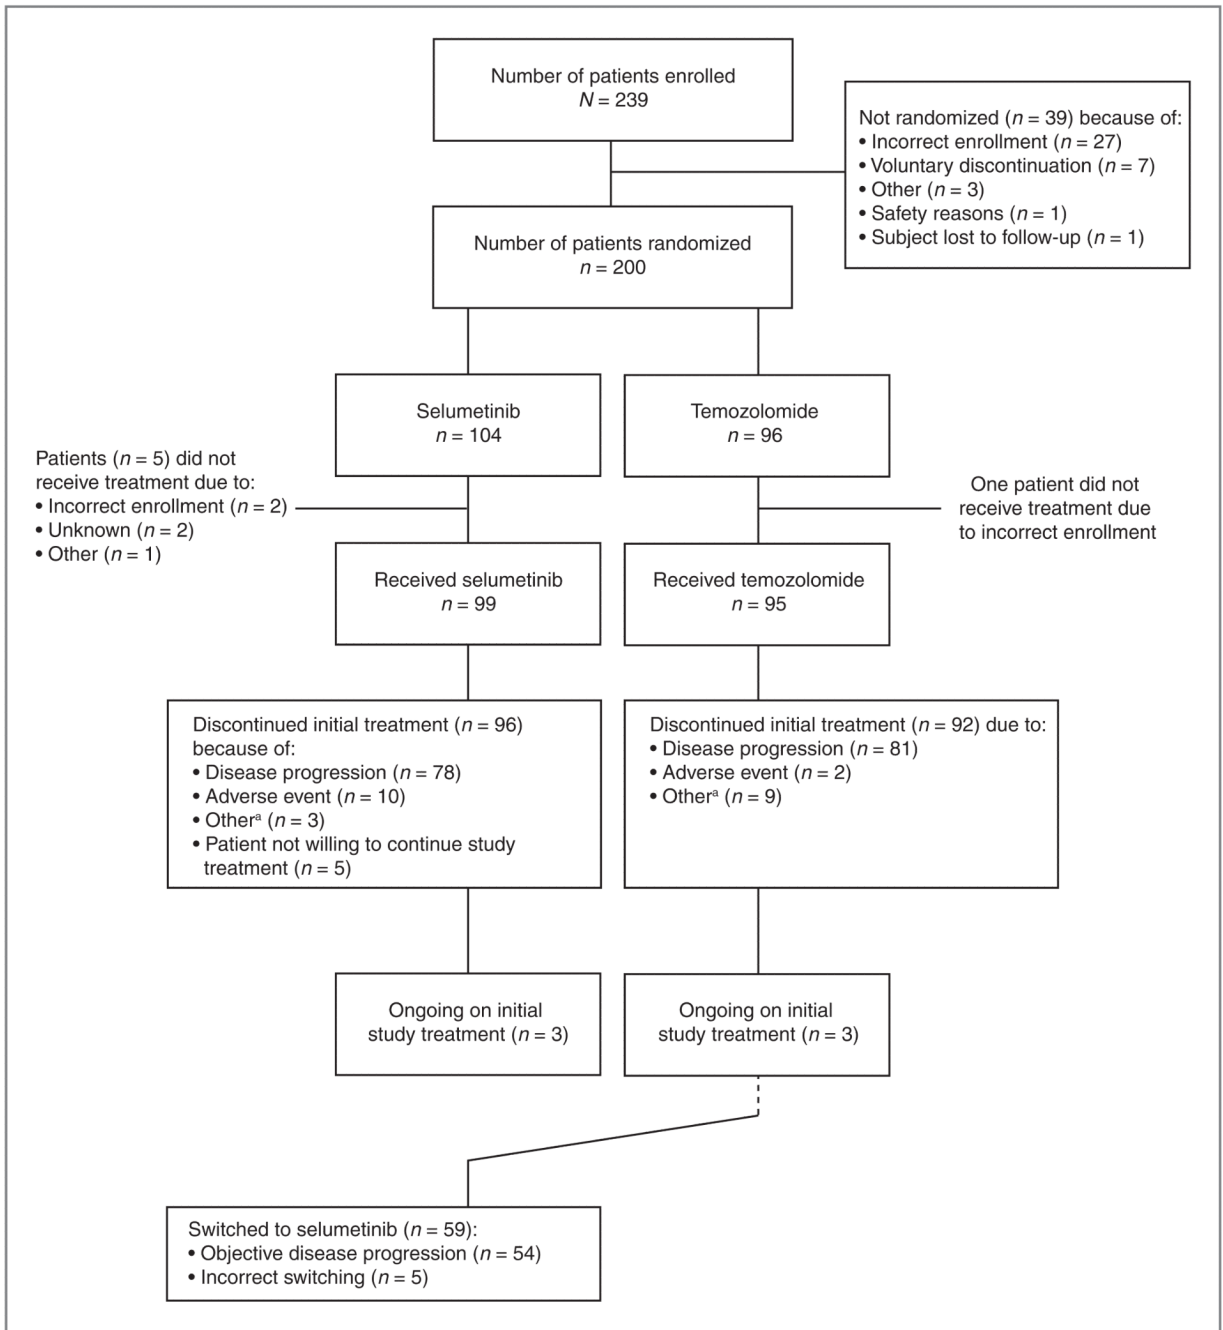 Number of patients enrolled
N = 239
Not randomized (n = 39) because of:
• Incorrect enrollment (n = 27)
• Voluntary discontinuation (n = 7)
• Other (n = 3)
• Safety reasons (n = 1)
• Subject lost to follow-up (n = 1)
Number of patients randomized
n = 200
Selumetinib
n = 104
Temozolomide
n = 96
Patients (n = 5) did not
receive treatment due to:
• Incorrect enrollment (n = 2)
• Unknown (n = 2)
• Other (n = 1)
One patient did not
receive treatment due
to incorrect enrollment
Received selumetinib
n = 99
Received temozolomide
n = 95
Discontinued initial treatment (n = 96)
because of:
• Disease progression (n = 78)
• Adverse event (n = 10)
• Otherᵃ (n = 3)
• Patient not willing to continue study
treatment (n = 5)
Discontinued initial treatment (n = 92) due to:
• Disease progression (n = 81)
• Adverse event (n = 2)
• Otherᵃ (n = 9)
Ongoing on initial
study treatment (n = 3)
Ongoing on initial
study treatment (n = 3)
Switched to selumetinib (n = 59):
• Objective disease progression (n = 54)
• Incorrect switching (n = 5)